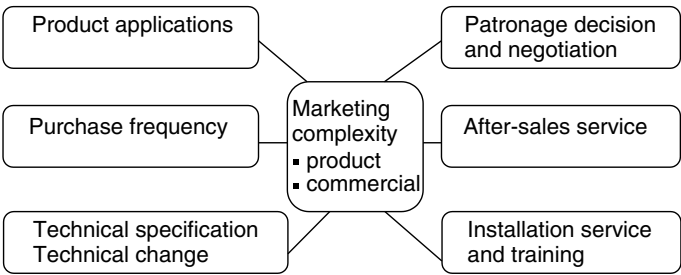 Product applications
Patronage decision
and negotiation
Marketing
complexity
▪ product
▪ commercial
Purchase frequency
After-sales service
Technical specification
Technical change
Installation service
and training